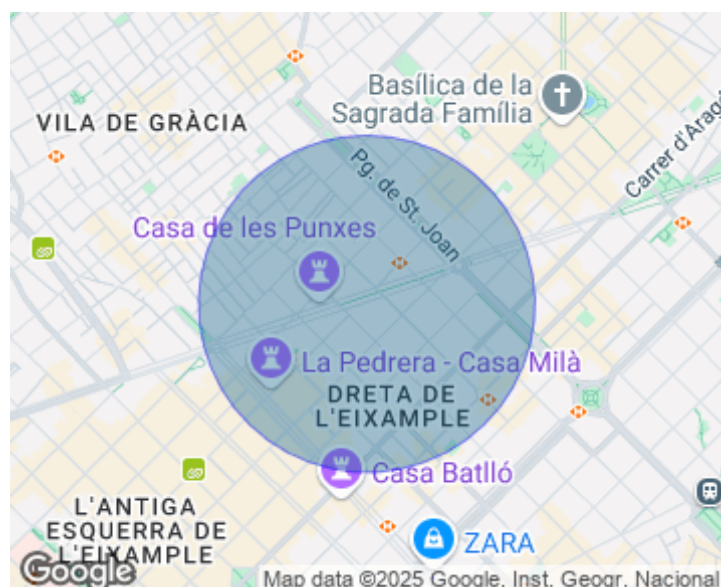 Basílica de la
Sagrada Família
VILA DE GRÀCIA
Carrer d'Aragó
Pg. de St. Joan
Casa de les Punxes
La Pedrera - Casa Milà
DRETA DE
L'EIXAMPLE
Casa Batlló
L'ANTIGA
ESQUERRA DE
L'EIXAMPLE
ZARA
Google
Map data ©2025 Google, Inst. Geogr. Nacional